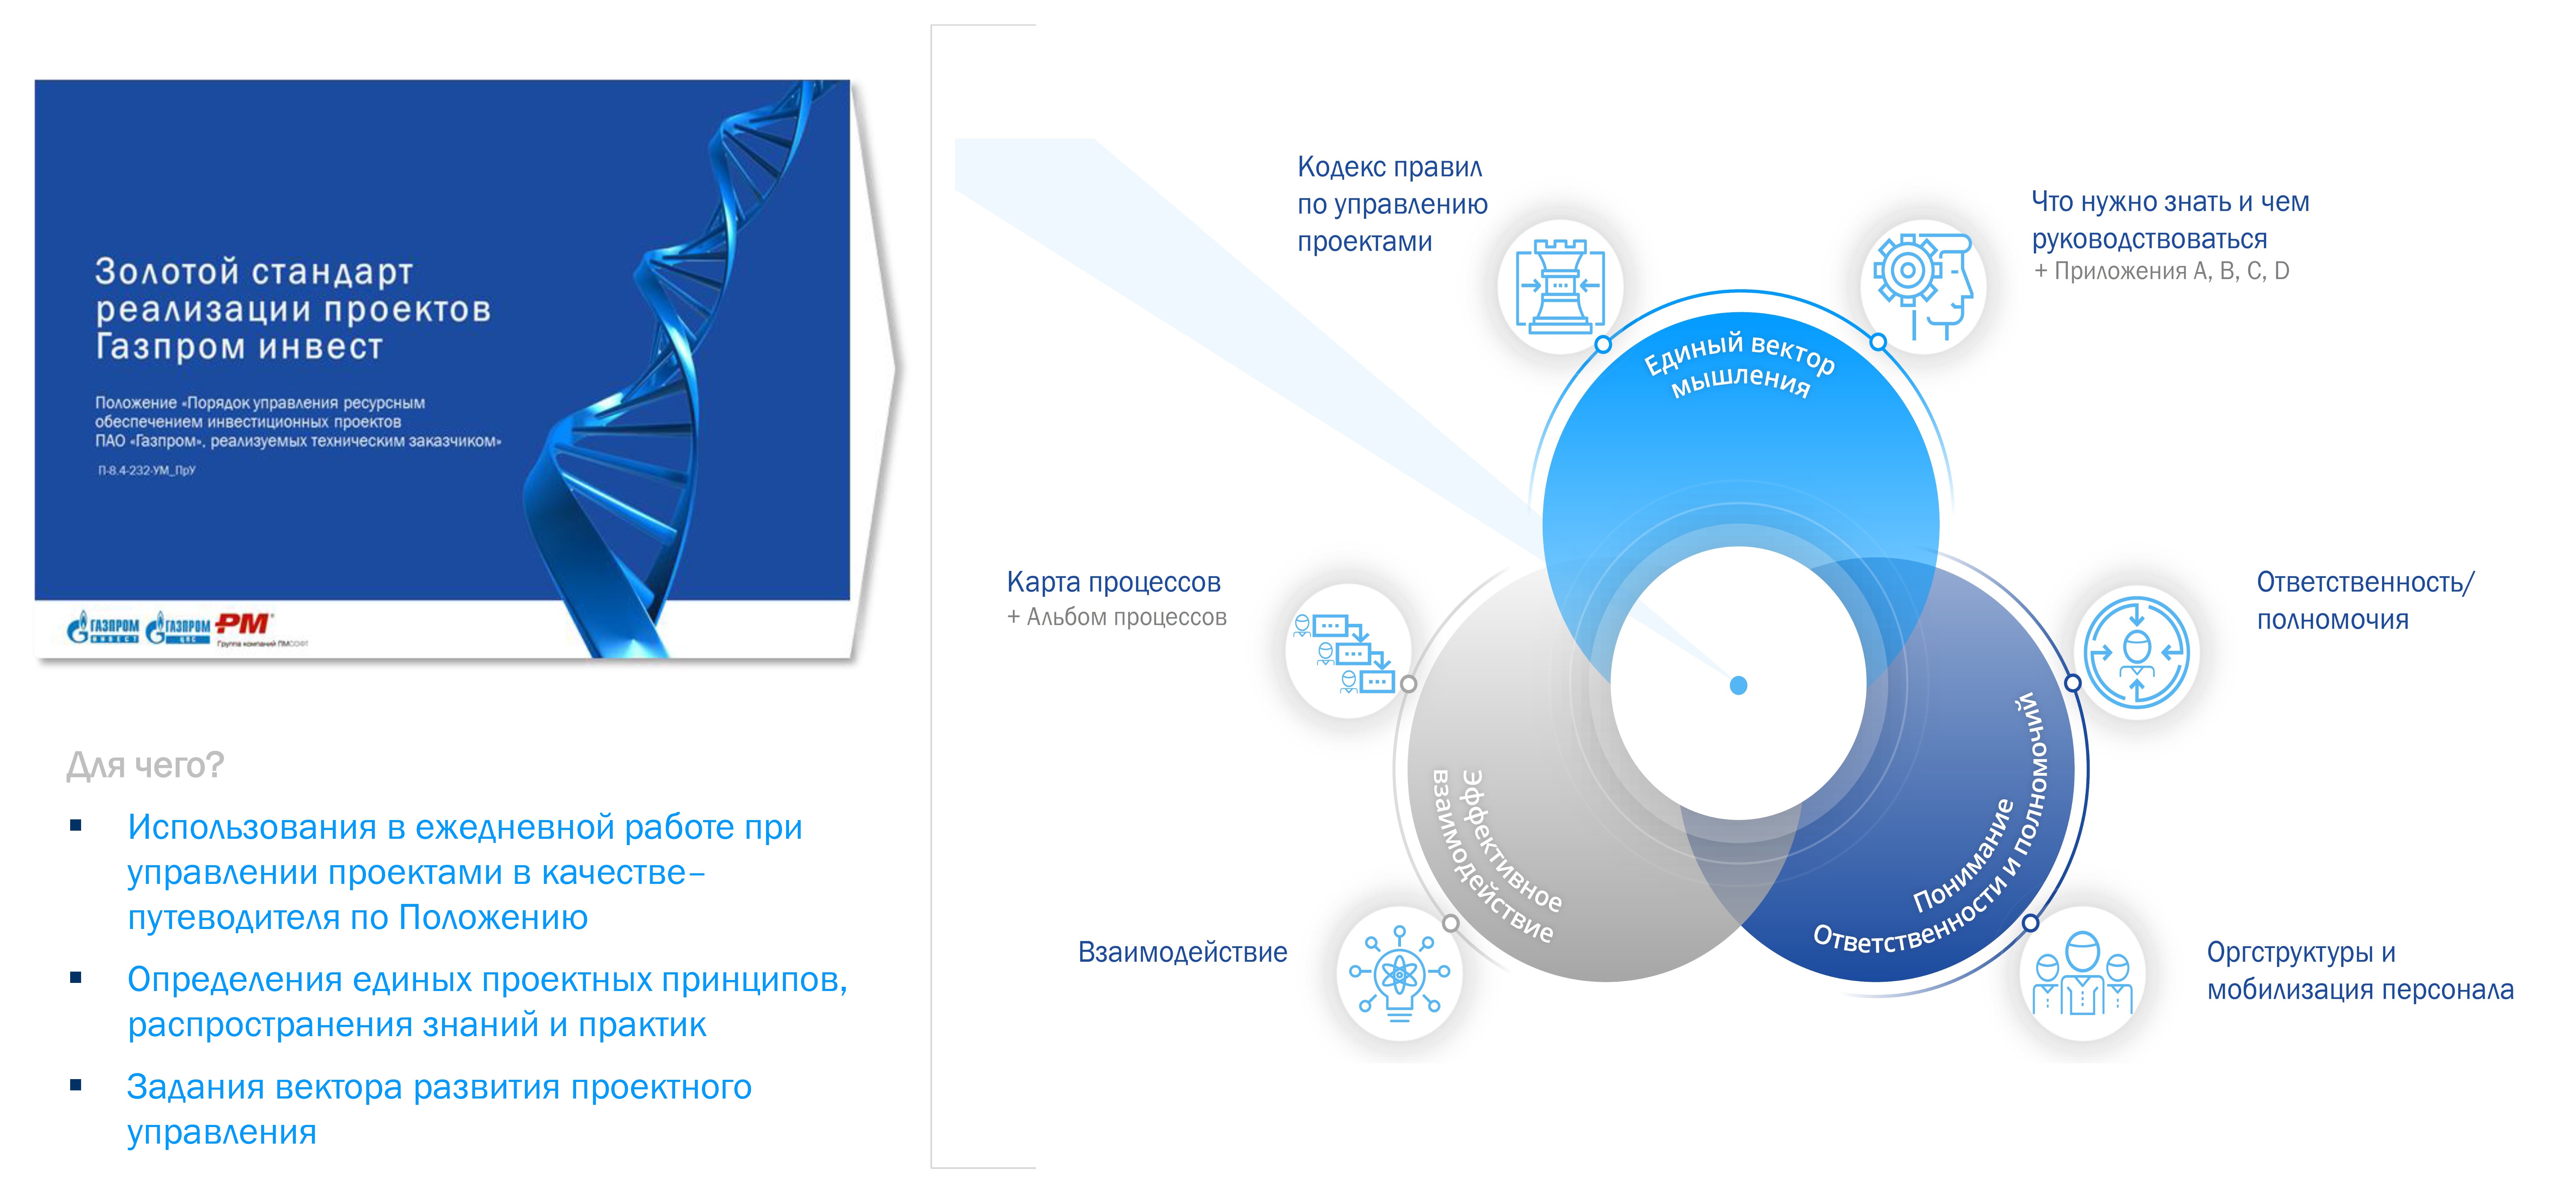 Золотой стандарт
реализации проектов
Газпром инвест
Положение «Порядок управления ресурсным
обеспечением инвестиционных проектов
ПАО «Газпром», реализуемых техническим заказчиком»
П-8.4-232-УМ_ПрУ
ГАЗПРОМ
ИНВЕСТ
ГАЗПРОМ
ЦПС
PM
Группа компаний ПМСОФТ
Для чего?
Использования в ежедневной работе при
управлении проектами в качестве–
путеводителя по Положению
Определения единых проектных принципов,
распространения знаний и практик
Задания вектора развития проектного
управления
Кодекс правил
по управлению
проектами
Что нужно знать и чем
руководствоваться
+ Приложения A, B, C, D
Единый вектор
мышления
Карта процессов
+ Альбом процессов
Ответственность/
полномочия
Эффективное
взаимодействие
Понимание
Ответственности и полномочий
Взаимодействие
Оргструктуры и
мобилизация персонала